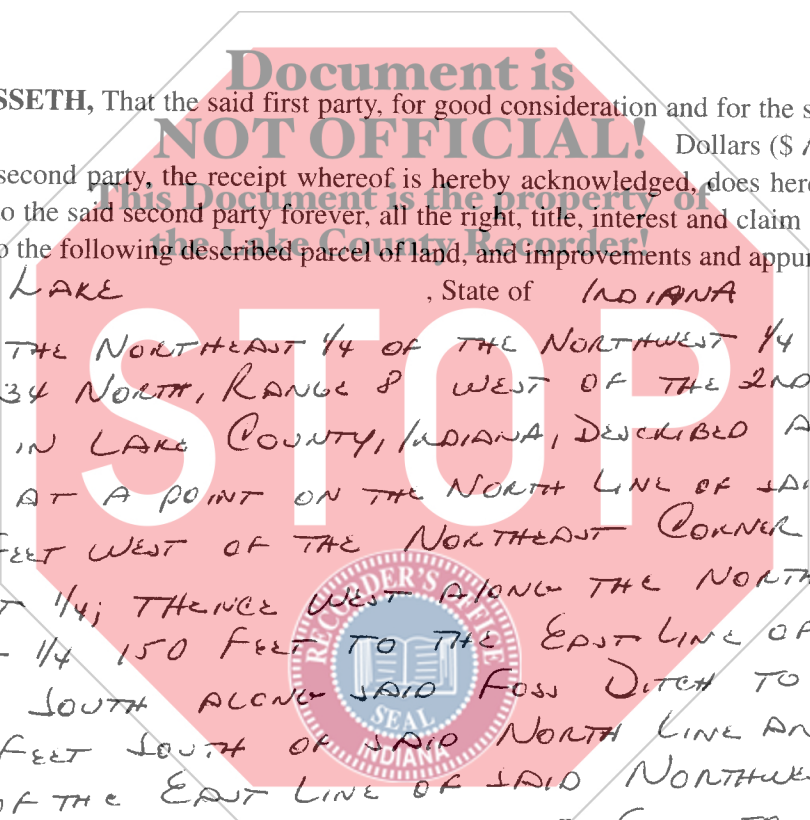 Document is
SSETH, That the said first party, for good consideration and for the s
NOT OFFICIAL!
Dollars ($
second party, the receipt whereof is hereby acknowledged, does here
This Document is the property of
o the said second party forever, all the right, title, interest and claim
the Lake County Recorder!
o the following described parcel of land, and improvements and appur
LAKE , State of INDIANA
STOP
THE NORTHEAST 1/4 OF THE NORTHWEST 1/4
34 NORTH, RANGE 8 WEST OF THE 2ND
IN LAKE COUNTY, INDIANA, DESCRIBED A
AT A POINT ON THE NORTH LINE OF SAI
FEET WEST OF THE NORTHEAST CORNER
T 1/4; THENCE WEST ALONG THE NORTH
1/4 150 FEET TO THE EAST LINE OF
SOUTH ALONG SAID FOSS DITCH TO
FEET SOUTH OF SAID NORTH LINE AN
OF THE EAST LINE OF SAID NORTHWE
RECORDER'S OFFICE
SEAL
INDIANA